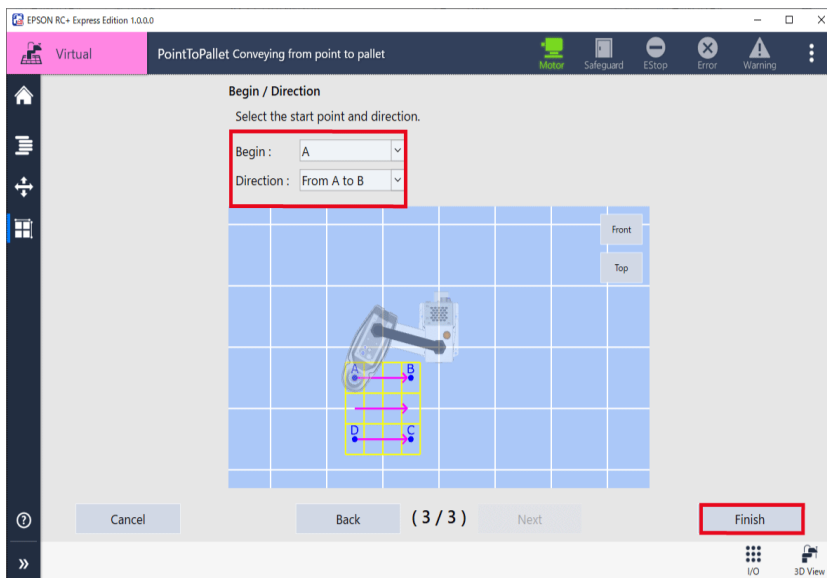 EPSON RC+ Express Edition 1.0.0.0
Virtual
PointToPallet Conveying from point to pallet
Motor
Safeguard
EStop
Error
Warning
Begin / Direction
Select the start point and direction.
Begin : A
Direction : From A to B
Front
Top
A B
D C
Cancel
Back
( 3 / 3 )
Next
Finish
I/O
3D View